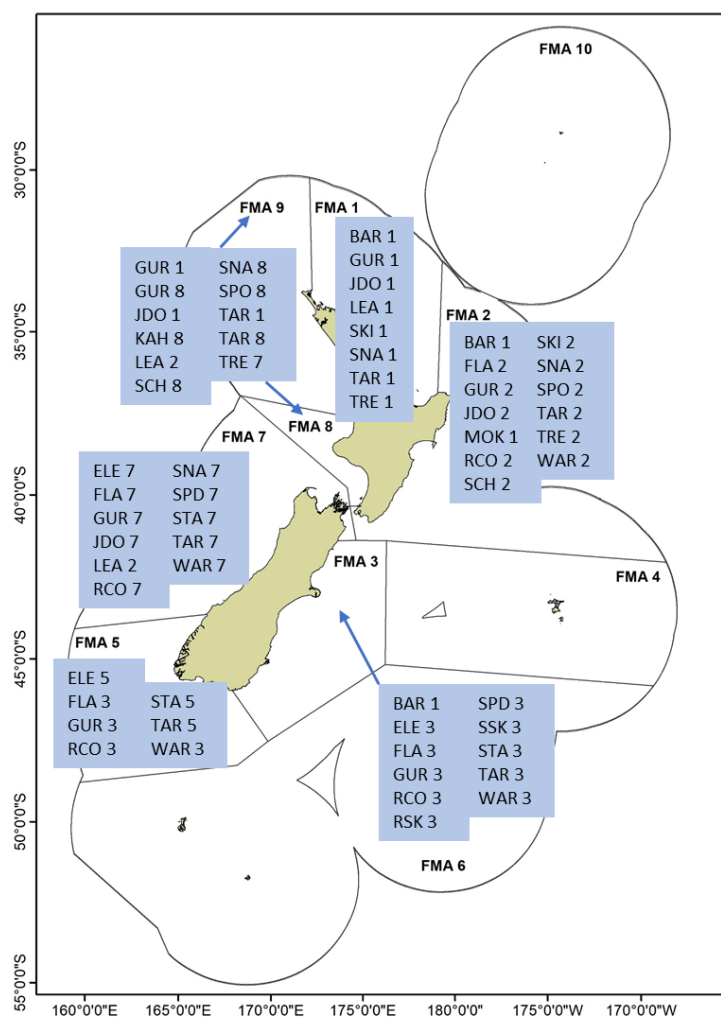 FMA 10
30°0'0"S
FMA 9
FMA 1
BAR 1
GUR 1
JDO 1
LEA 1
SKI 1
SNA 1
TAR 1
TRE 1
GUR 1 SNA 8
GUR 8 SPO 8
JDO 1 TAR 1
KAH 8 TAR 8
LEA 2 TRE 7
SCH 8
35°0'0"S
FMA 2
BAR 1 SKI 2
FLA 2 SNA 2
GUR 2 SPO 2
JDO 2 TAR 2
MOK 1 TRE 2
RCO 2 WAR 2
SCH 2
FMA 8
FMA 7
ELE 7 SNA 7
FLA 7 SPD 7
GUR 7 STA 7
JDO 7 TAR 7
LEA 2 WAR 7
RCO 7
40°0'0"S
FMA 3
FMA 4
FMA 5
45°0'0"S
ELE 5
FLA 3 STA 5
GUR 3 TAR 5
RCO 3 WAR 3
BAR 1 SPD 3
ELE 3 SSK 3
FLA 3 STA 3
GUR 3 TAR 3
RCO 3 WAR 3
RSK 3
50°0'0"S
FMA 6
55°0'0"S
160°0'0"E 165°0'0"E 170°0'0"E 175°0'0"E 180°0'0" 175°0'0"W 170°0'0"W